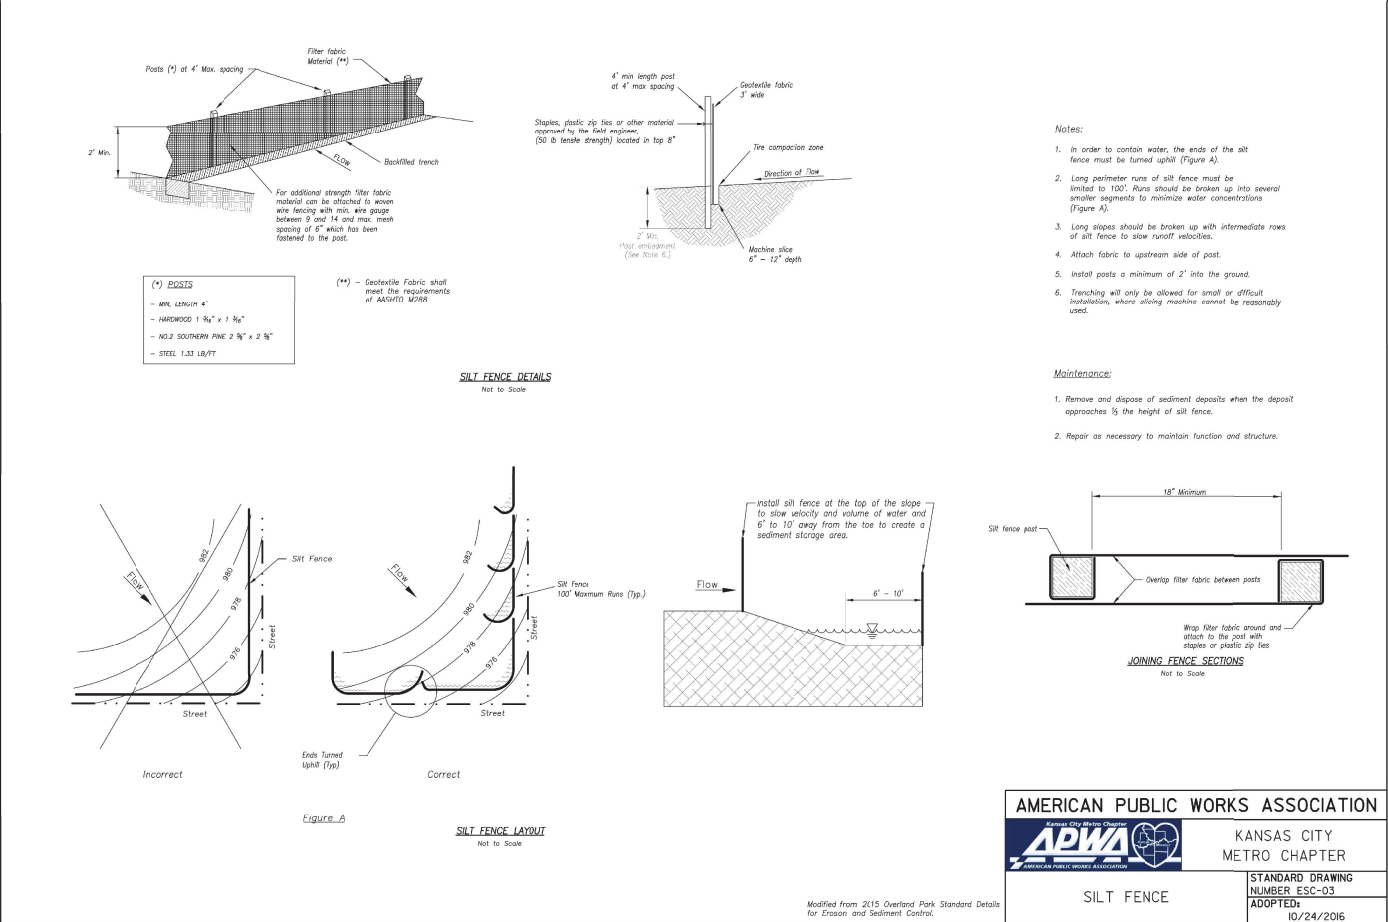 Filter fabric
Material (**)
Posts (*) at 4' Max. spacing
2' Min.
FLOW
Backfilled trench
For additional strength filter fabric
material can be attached to woven
wire fencing with min. wire gauge
between 9 and 14 and max. mesh
spacing of 6" which has been
fastened to the post.
(*) POSTS
- MIN. LENGTH 4'
- HARDWOOD 1 3/16" x 1 3/16"
- NO.2 SOUTHERN PINE 2 5/8" x 2 5/8"
- STEEL 1.33 LB/FT
(**) - Geotextile Fabric shall
meet the requirements
of AASHTO M288
4' min length post
at 4' max spacing
Geotextile fabric
3' wide
Staples, plastic zip ties or other material
approved by the field engineer.
(50 lb tensile strength) located in top 8"
Tire compaction zone
Direction of Flow
2' Min.
Post embedment
(See Note 6.)
Machine slice
6" - 12" depth
SILT FENCE DETAILS
Not to Scale
Notes:
1. In order to contain water, the ends of the silt
fence must be turned uphill (Figure A).
2. Long perimeter runs of silt fence must be
limited to 100'. Runs should be broken up into several
smaller segments to minimize water concentrations
(Figure A).
3. Long slopes should be broken up with intermediate rows
of silt fence to slow runoff velocities.
4. Attach fabric to upstream side of post.
5. Install posts a minimum of 2' into the ground.
6. Trenching will only be allowed for small or difficult
installation, where slicing machine cannot be reasonably
used.
Maintenance:
1. Remove and dispose of sediment deposits when the deposit
approaches 1/3 the height of silt fence.
2. Repair as necessary to maintain function and structure.
982
980
978
976
Flow
Silt Fence
Street
Street
Incorrect
982
980
978
976
Flow
Silt Fence
100' Maximum Runs (Typ.)
Street
Street
Ends Turned
Uphill (Typ)
Correct
Figure A
SILT FENCE LAYOUT
Not to Scale
Install silt fence at the top of the slope
to slow velocity and volume of water and
6' to 10' away from the toe to create a
sediment storage area.
Flow
6' - 10'
18" Minimum
Silt fence post
Overlap filter fabric between posts
Wrap filter fabric around and
attach to the post with
staples or plastic zip ties
JOINING FENCE SECTIONS
Not to Scale
Modified from 2015 Overland Park Standard Details
for Erosion and Sediment Control.
AMERICAN PUBLIC WORKS ASSOCIATION
Kansas City Metro Chapter
APWA
AMERICAN PUBLIC WORKS ASSOCIATION
KANSAS CITY
METRO CHAPTER
SILT FENCE
STANDARD DRAWING
NUMBER ESC-03
ADOPTED:
10/24/2016